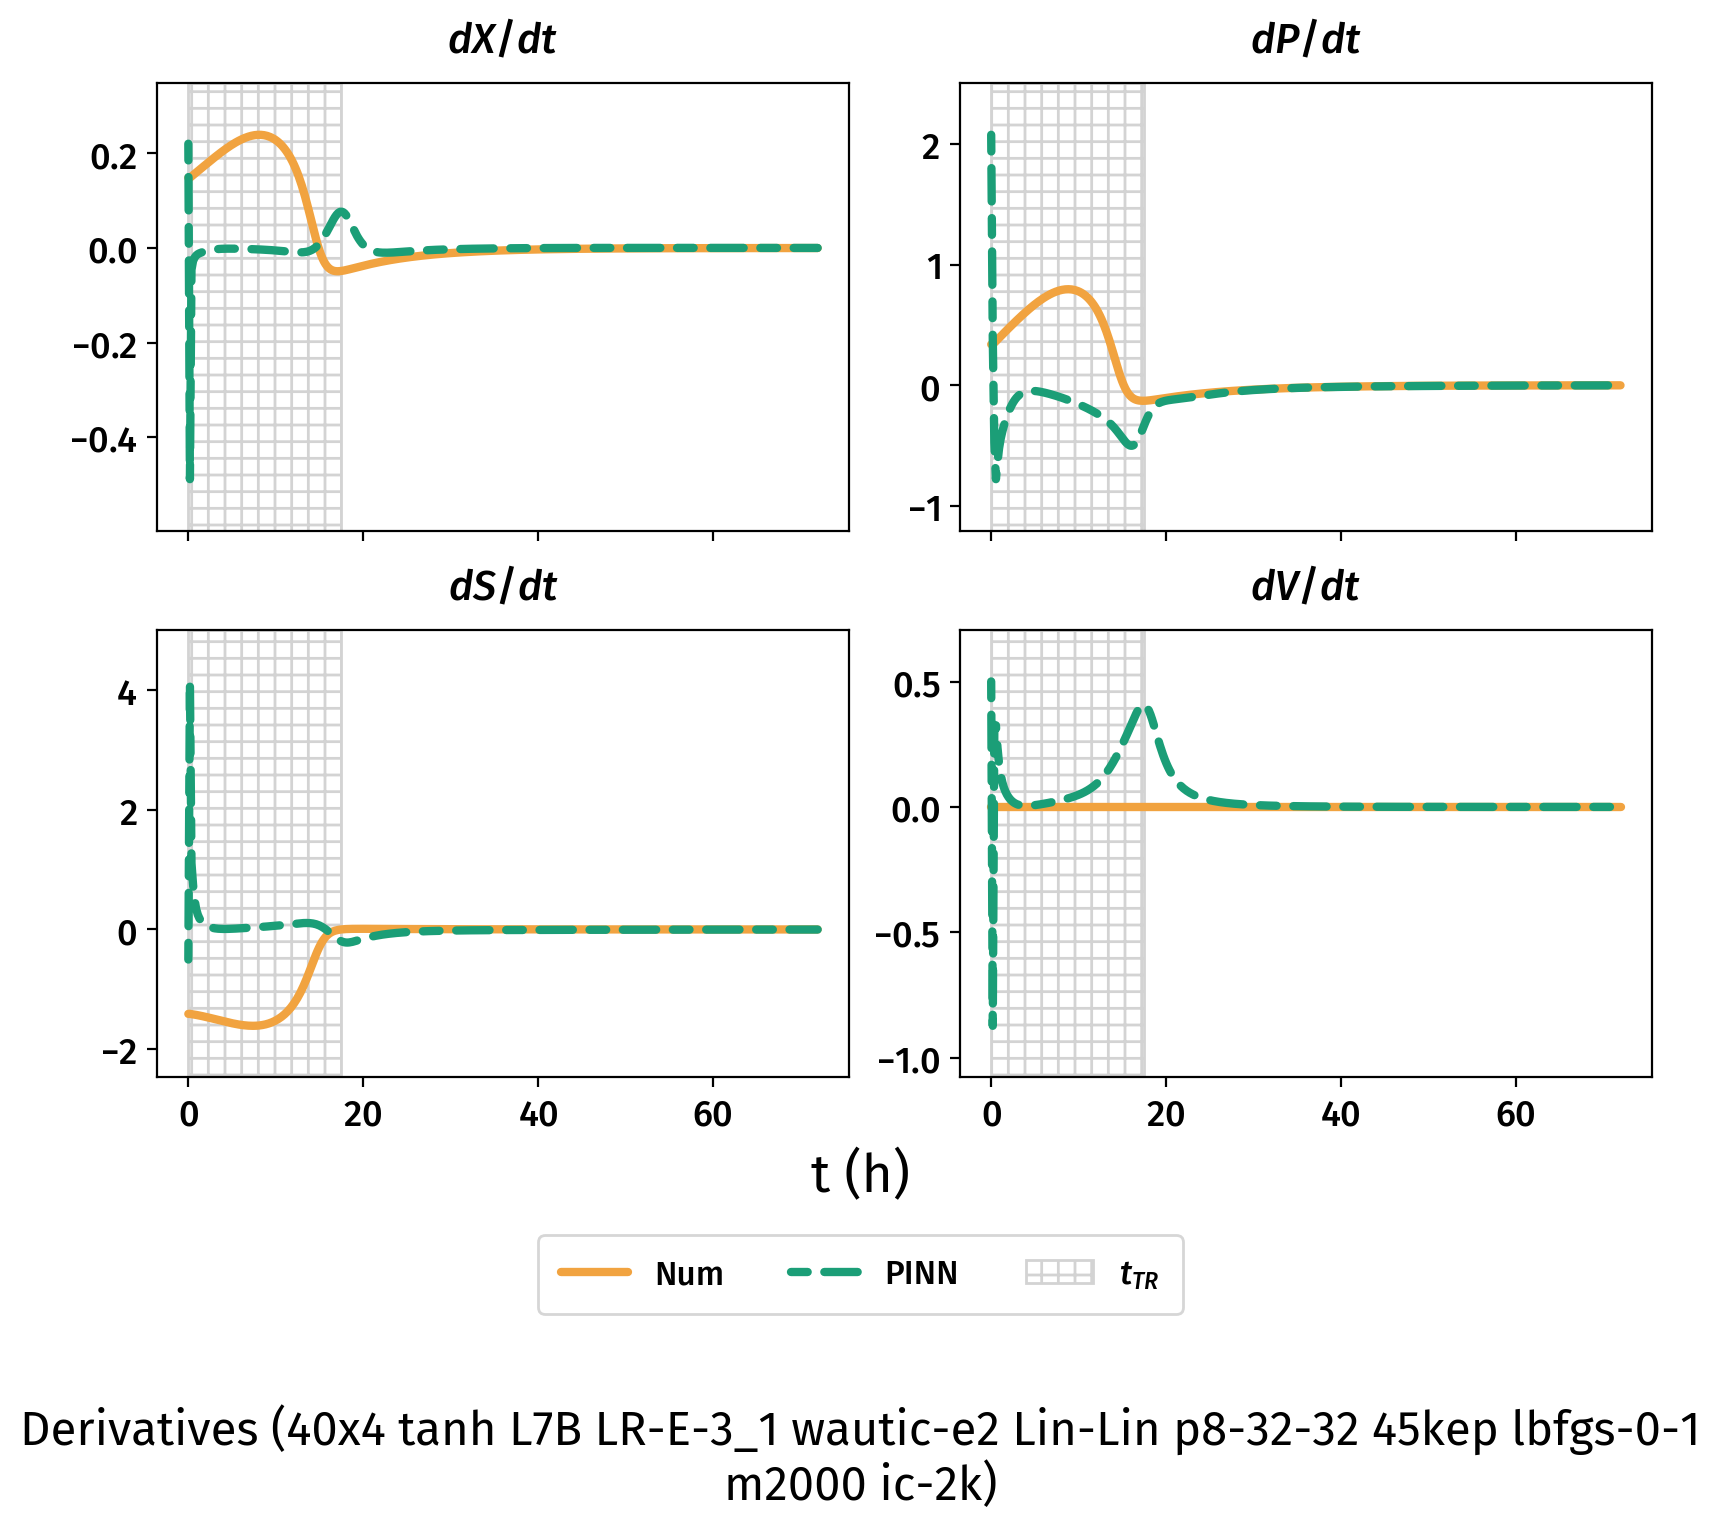 dX/dt
dP/dt
0.2
0.0
−0.2
−0.4
2
1
0
−1
dS/dt
dV/dt
4
2
0
−2
0.5
0.0
−0.5
−1.0
0 20 40 60
0 20 40 60
t (h)
Num PINN tTR
Derivatives (40x4 tanh L7B LR-E-3_1 wautic-e2 Lin-Lin p8-32-32 45kep lbfgs-0-1
m2000 ic-2k)